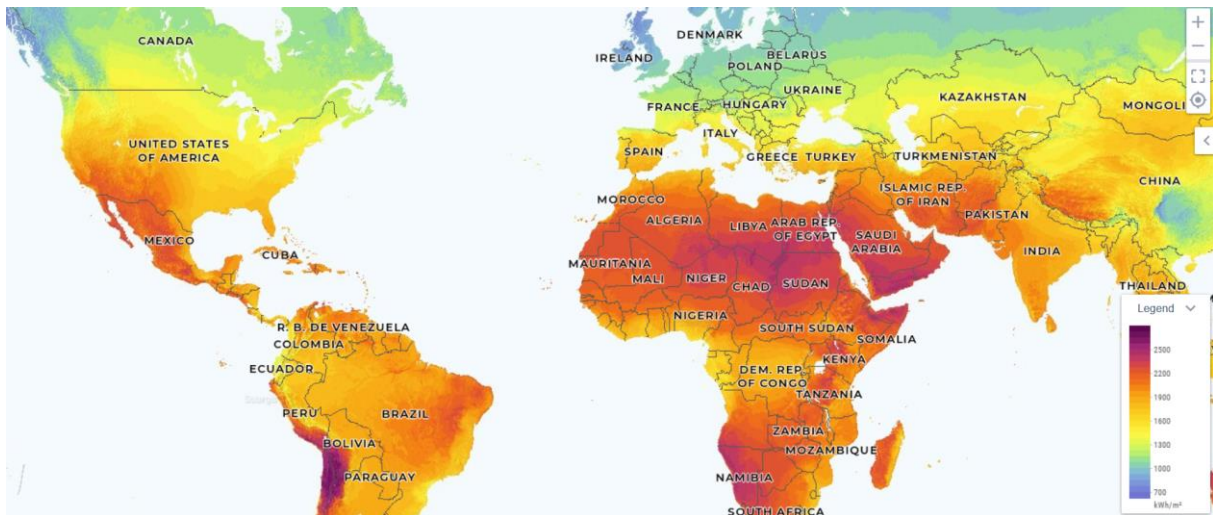 CANADA
DENMARK
IRELAND
BELARUS
POLAND
UKRAINE
FRANCE
HUNGARY
KAZAKHSTAN
MONGOLI
UNITED STATES
OF AMERICA
ITALY
SPAIN
GREECE
TURKEY
TURKMENISTAN
CHINA
ISLAMIC REP.
OF IRAN
MOROCCO
PAKISTAN
ALGERIA
LIBYA
ARAB REP.
OF EGYPT
SAUDI
ARABIA
MEXICO
CUBA
INDIA
MAURITANIA
MALI
NIGER
CHAD
SUDAN
THAILAND
NIGERIA
R. B. DE VENEZUELA
SOUTH SUDAN
SOMALIA
COLOMBIA
KENYA
ECUADOR
DEM. REP.
OF CONGO
TANZANIA
PERU
BRAZIL
ZAMBIA
BOLIVIA
MOZAMBIQUE
PARAGUAY
NAMIBIA
SOUTH AFRICA
Legend
2500
2200
1900
1600
1300
1000
700
kWh/m²